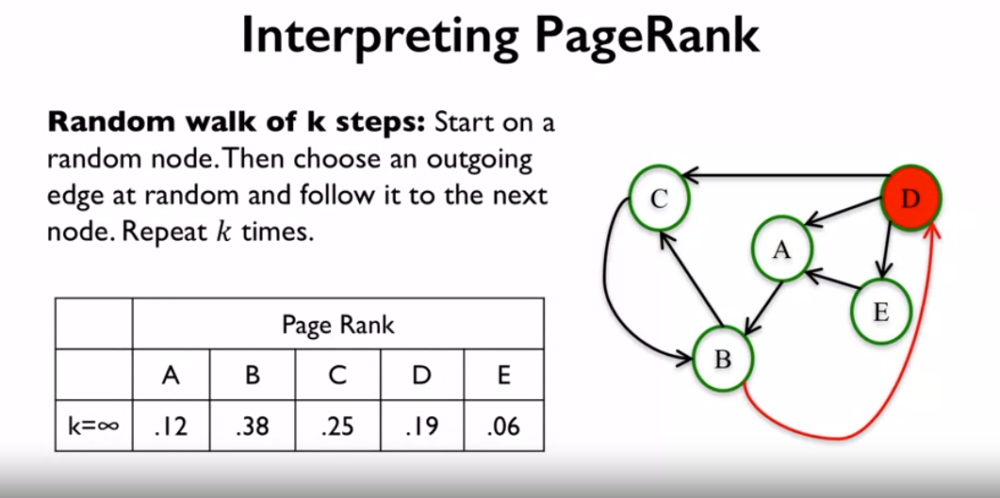 Interpreting PageRank
Random walk of k steps: Start on a
random node. Then choose an outgoing
edge at random and follow it to the next
node. Repeat k times.
Page Rank
A B C D E
k=∞ .12 .38 .25 .19 .06
C
D
A
E
B